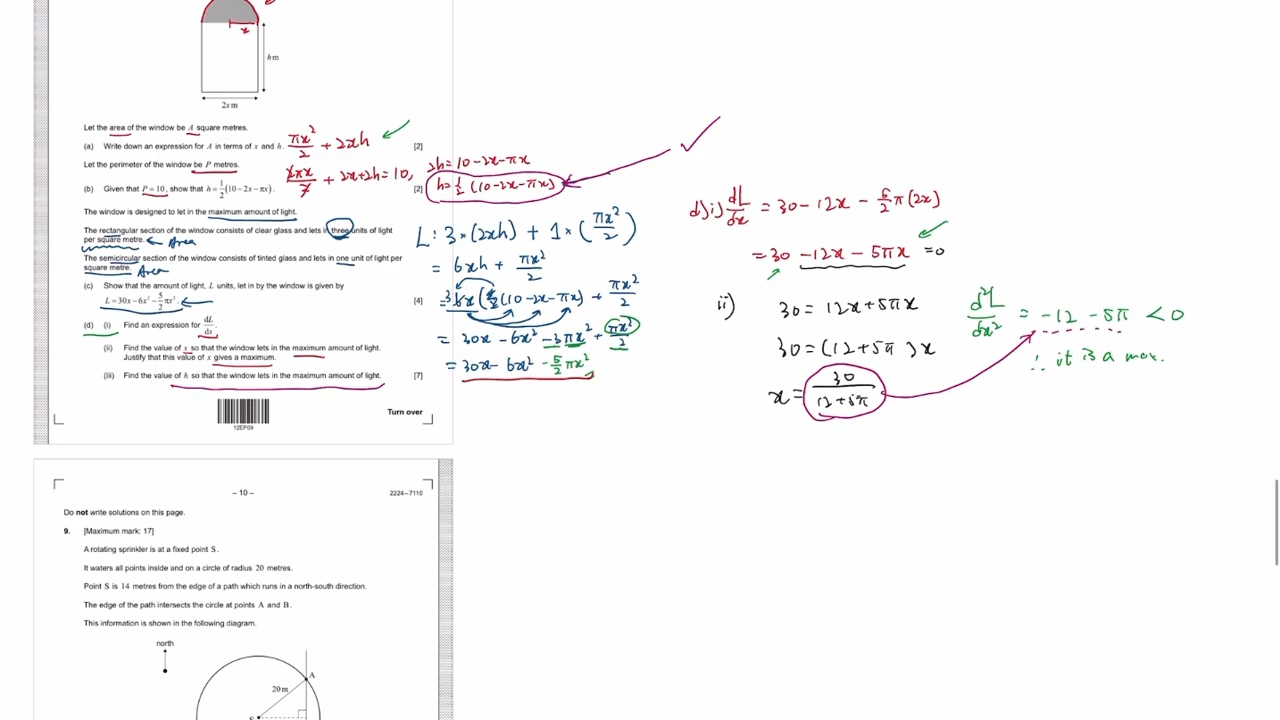 x
h m
2x m
Let the area of the window be A square metres.
(a) Write down an expression for A in terms of x and h. πx²/2 + 2xh [2]
Let the perimeter of the window be P metres.
2πx/2 + 2x+2h=10, 2h=10-2x-πx
(b) Given that P = 10, show that h = 1/2(10 − 2x − πx). [2] h=1/2(10-2x-πx)
The window is designed to let in the maximum amount of light.
The rectangular section of the window consists of clear glass and lets in three units of light
per square metre. ← Area
The semicircular section of the window consists of tinted glass and lets in one unit of light per
square metre. Area
(c) Show that the amount of light, L units, let in by the window is given by
L = 30x − 6x² − 5/2 πx². [4]
(d) (i) Find an expression for dL/dx.
(ii) Find the value of x so that the window lets in the maximum amount of light.
Justify that this value of x gives a maximum.
(iii) Find the value of h so that the window lets in the maximum amount of light. [7]
12EP09
Turn over
L: 3×(2xh) + 1×(πx²/2)
= 6xh + πx²/2
= 3 6x(1/2(10-2x-πx) + πx²/2
= 30x - 6x² - 3πx² + πx²/2
= 30x - 6x² - 5/2 πx²
d)i) dL/dx = 30-12x - 5/2 π(2x)
= 30 -12x - 5πx =0
ii) 30 = 12x+5πx
30=(12+5π)x
x= 30/(12+5π)
d²L/dx² = -12 -5π <0
∴ it is a max.
– 10 –
2224–7110
Do not write solutions on this page.
9. [Maximum mark: 17]
A rotating sprinkler is at a fixed point S.
It waters all points inside and on a circle of radius 20 metres.
Point S is 14 metres from the edge of a path which runs in a north-south direction.
The edge of the path intersects the circle at points A and B.
This information is shown in the following diagram.
north
A
20 m
S